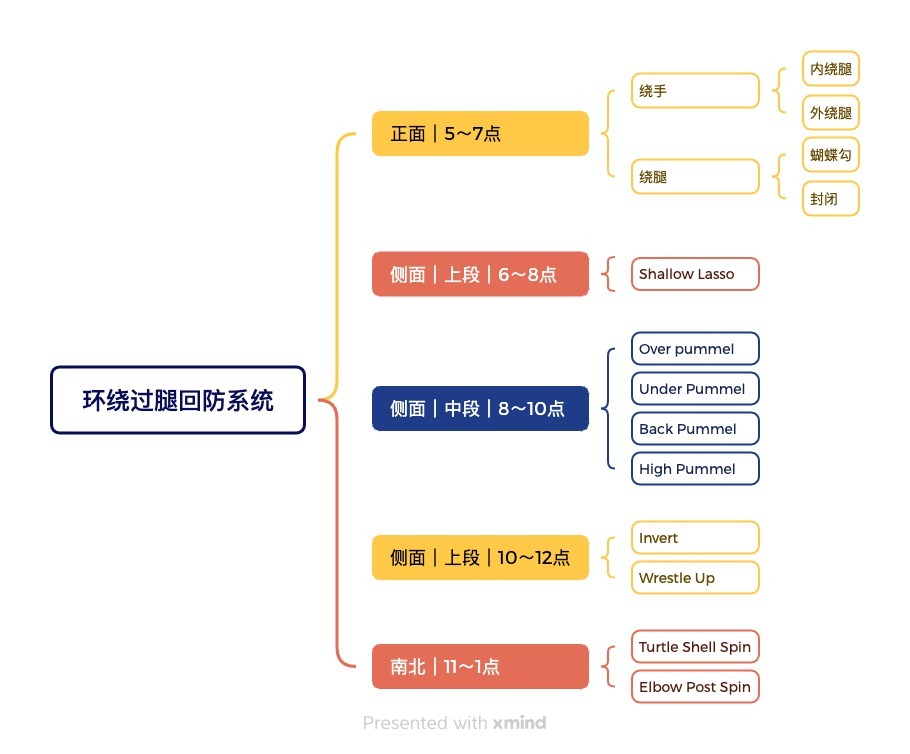 环绕过腿回防系统
正面｜5～7点
绕手
内绕腿
外绕腿
绕腿
蝴蝶勾
封闭
侧面｜上段｜6～8点
Shallow Lasso
侧面｜中段｜8～10点
Over pummel
Under Pummel
Back Pummel
High Pummel
侧面｜上段｜10～12点
Invert
Wrestle Up
南北｜11～1点
Turtle Shell Spin
Elbow Post Spin
Presented with xmind